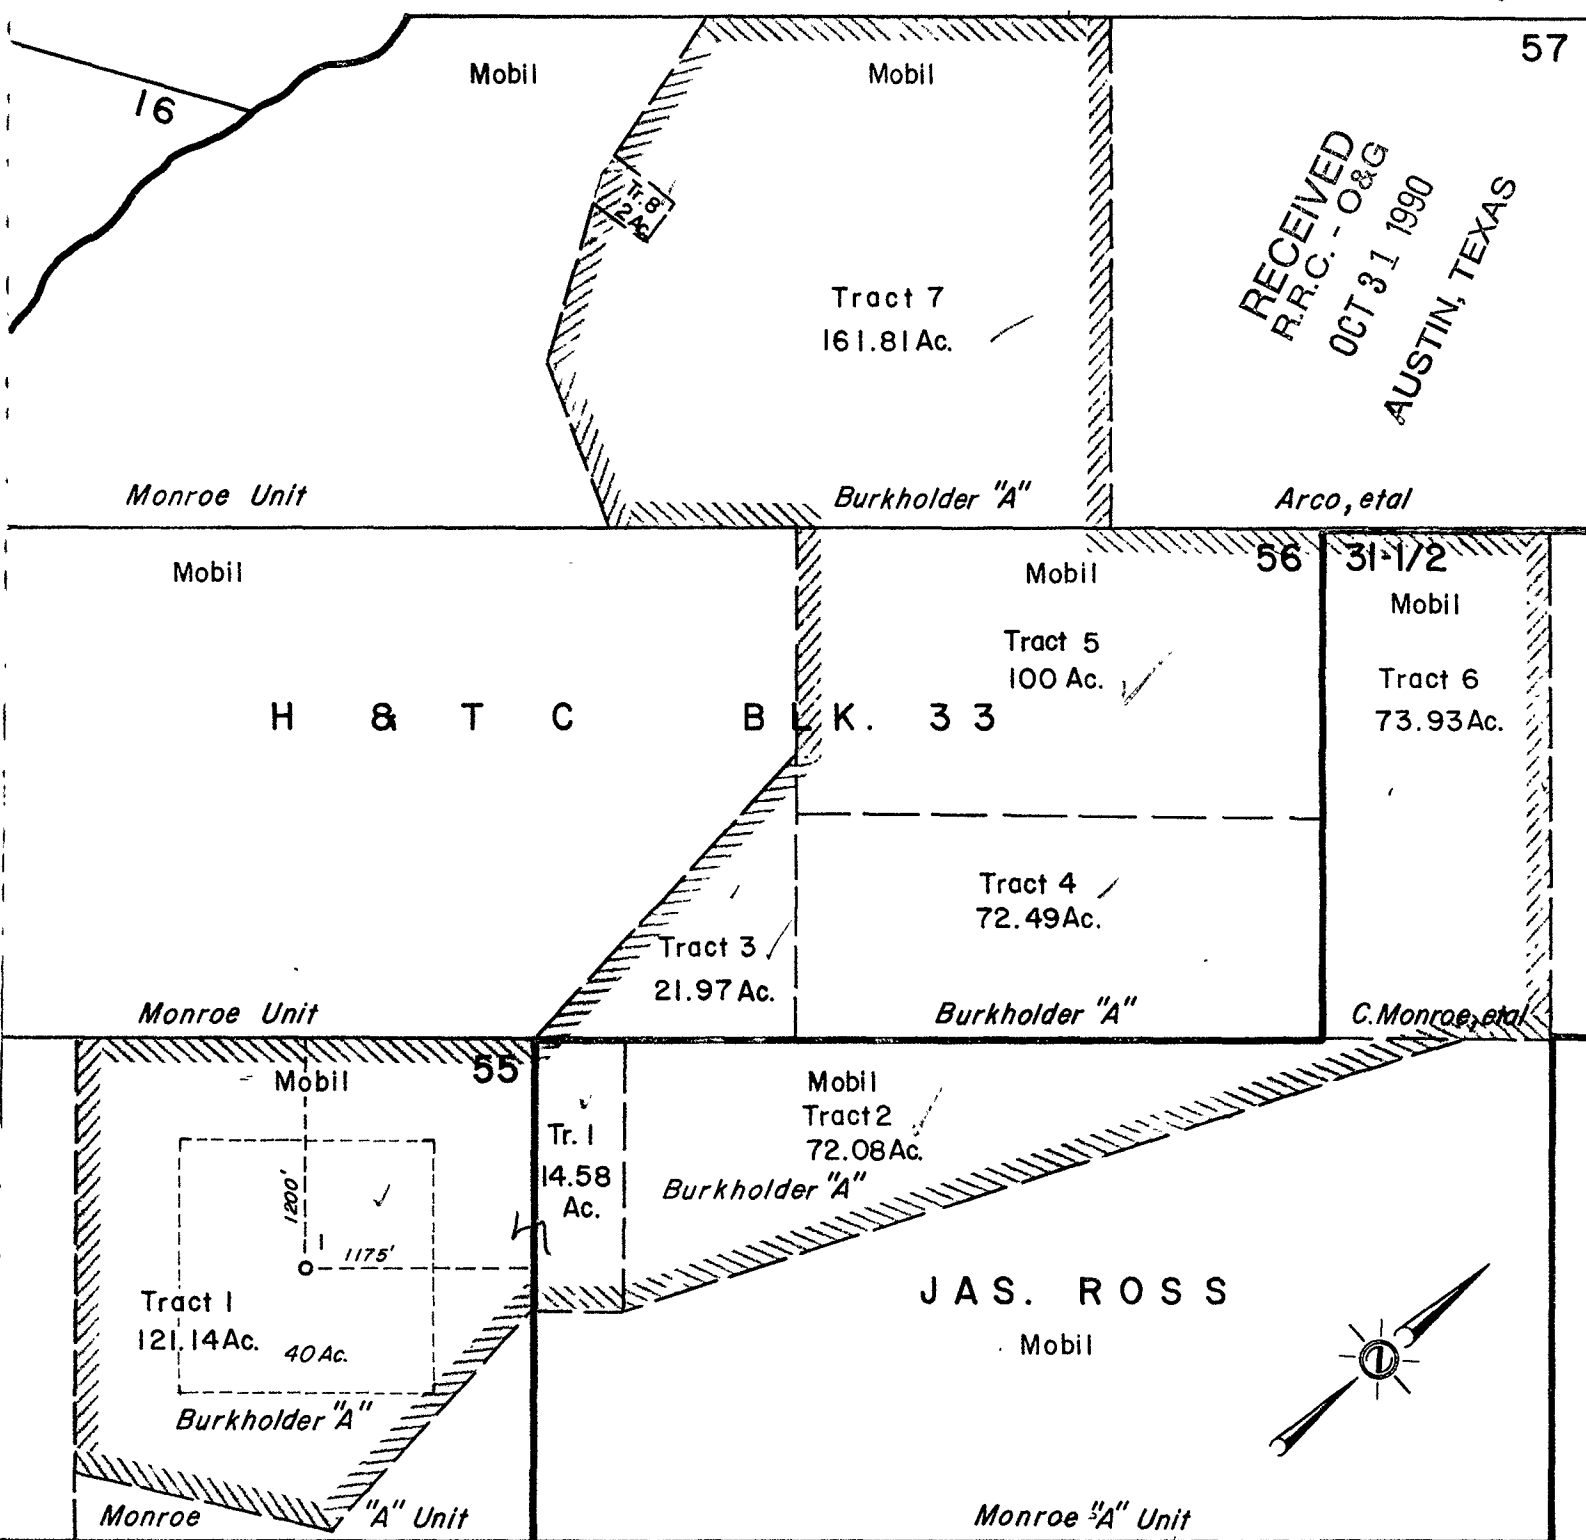 57
16
Mobil
Mobil
RECEIVED
R.R.C. - O&G
OCT 31 1990
AUSTIN, TEXAS
Tr. 8
2 Ac.
Tract 7
161.81 Ac.
Monroe Unit
Burkholder "A"
Arco, etal
Mobil
Mobil
56
31-1/2
Mobil
Tract 5
100 Ac.
Tract 6
73.93 Ac.
H & T C BLK. 33
Tract 4
72.49 Ac.
Tract 3
21.97 Ac.
Monroe Unit
Burkholder "A"
C. Monroe, etal
55
Mobil
Mobil
Tract 2
72.08 Ac.
Burkholder "A"
Tr. 1
14.58
Ac.
1200'
1
1175'
Tract 1
121.14 Ac.
40 Ac.
Burkholder "A"
JAS. ROSS
Mobil
Monroe "A" Unit
Monroe "A" Unit